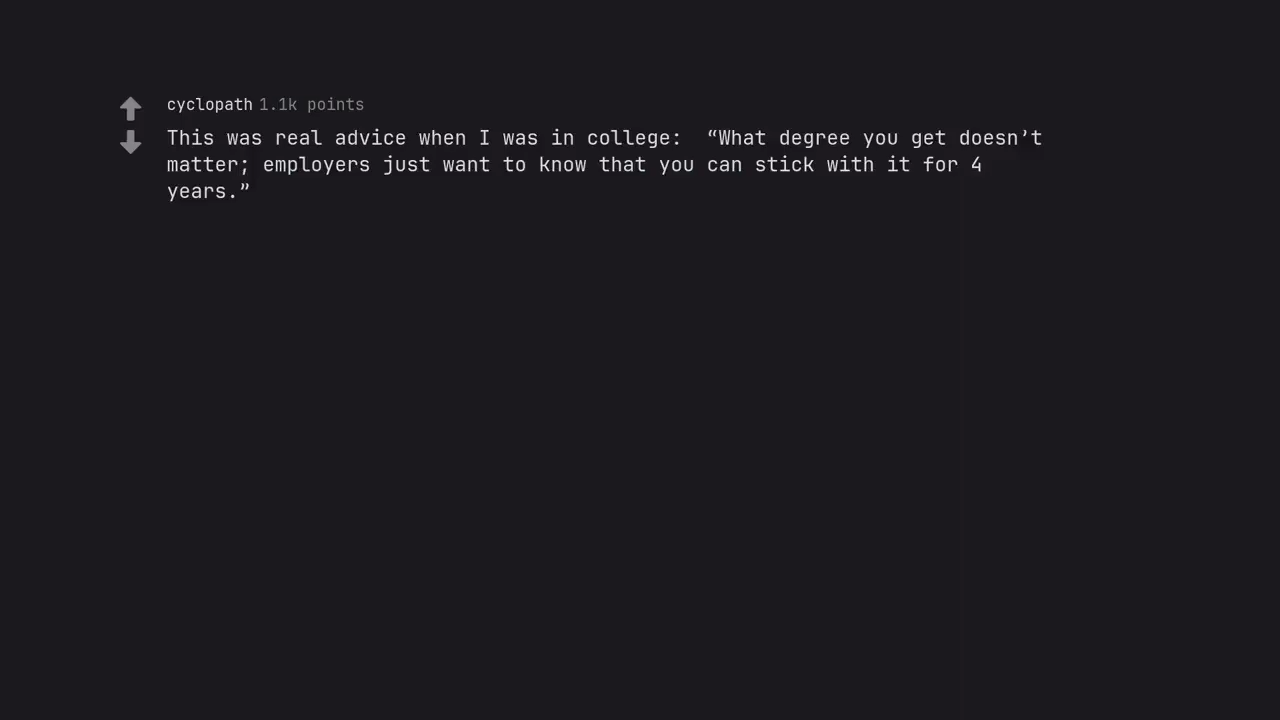 cyclopath 1.1k points
This was real advice when I was in college:  “What degree you get doesn’t
matter; employers just want to know that you can stick with it for 4
years.”